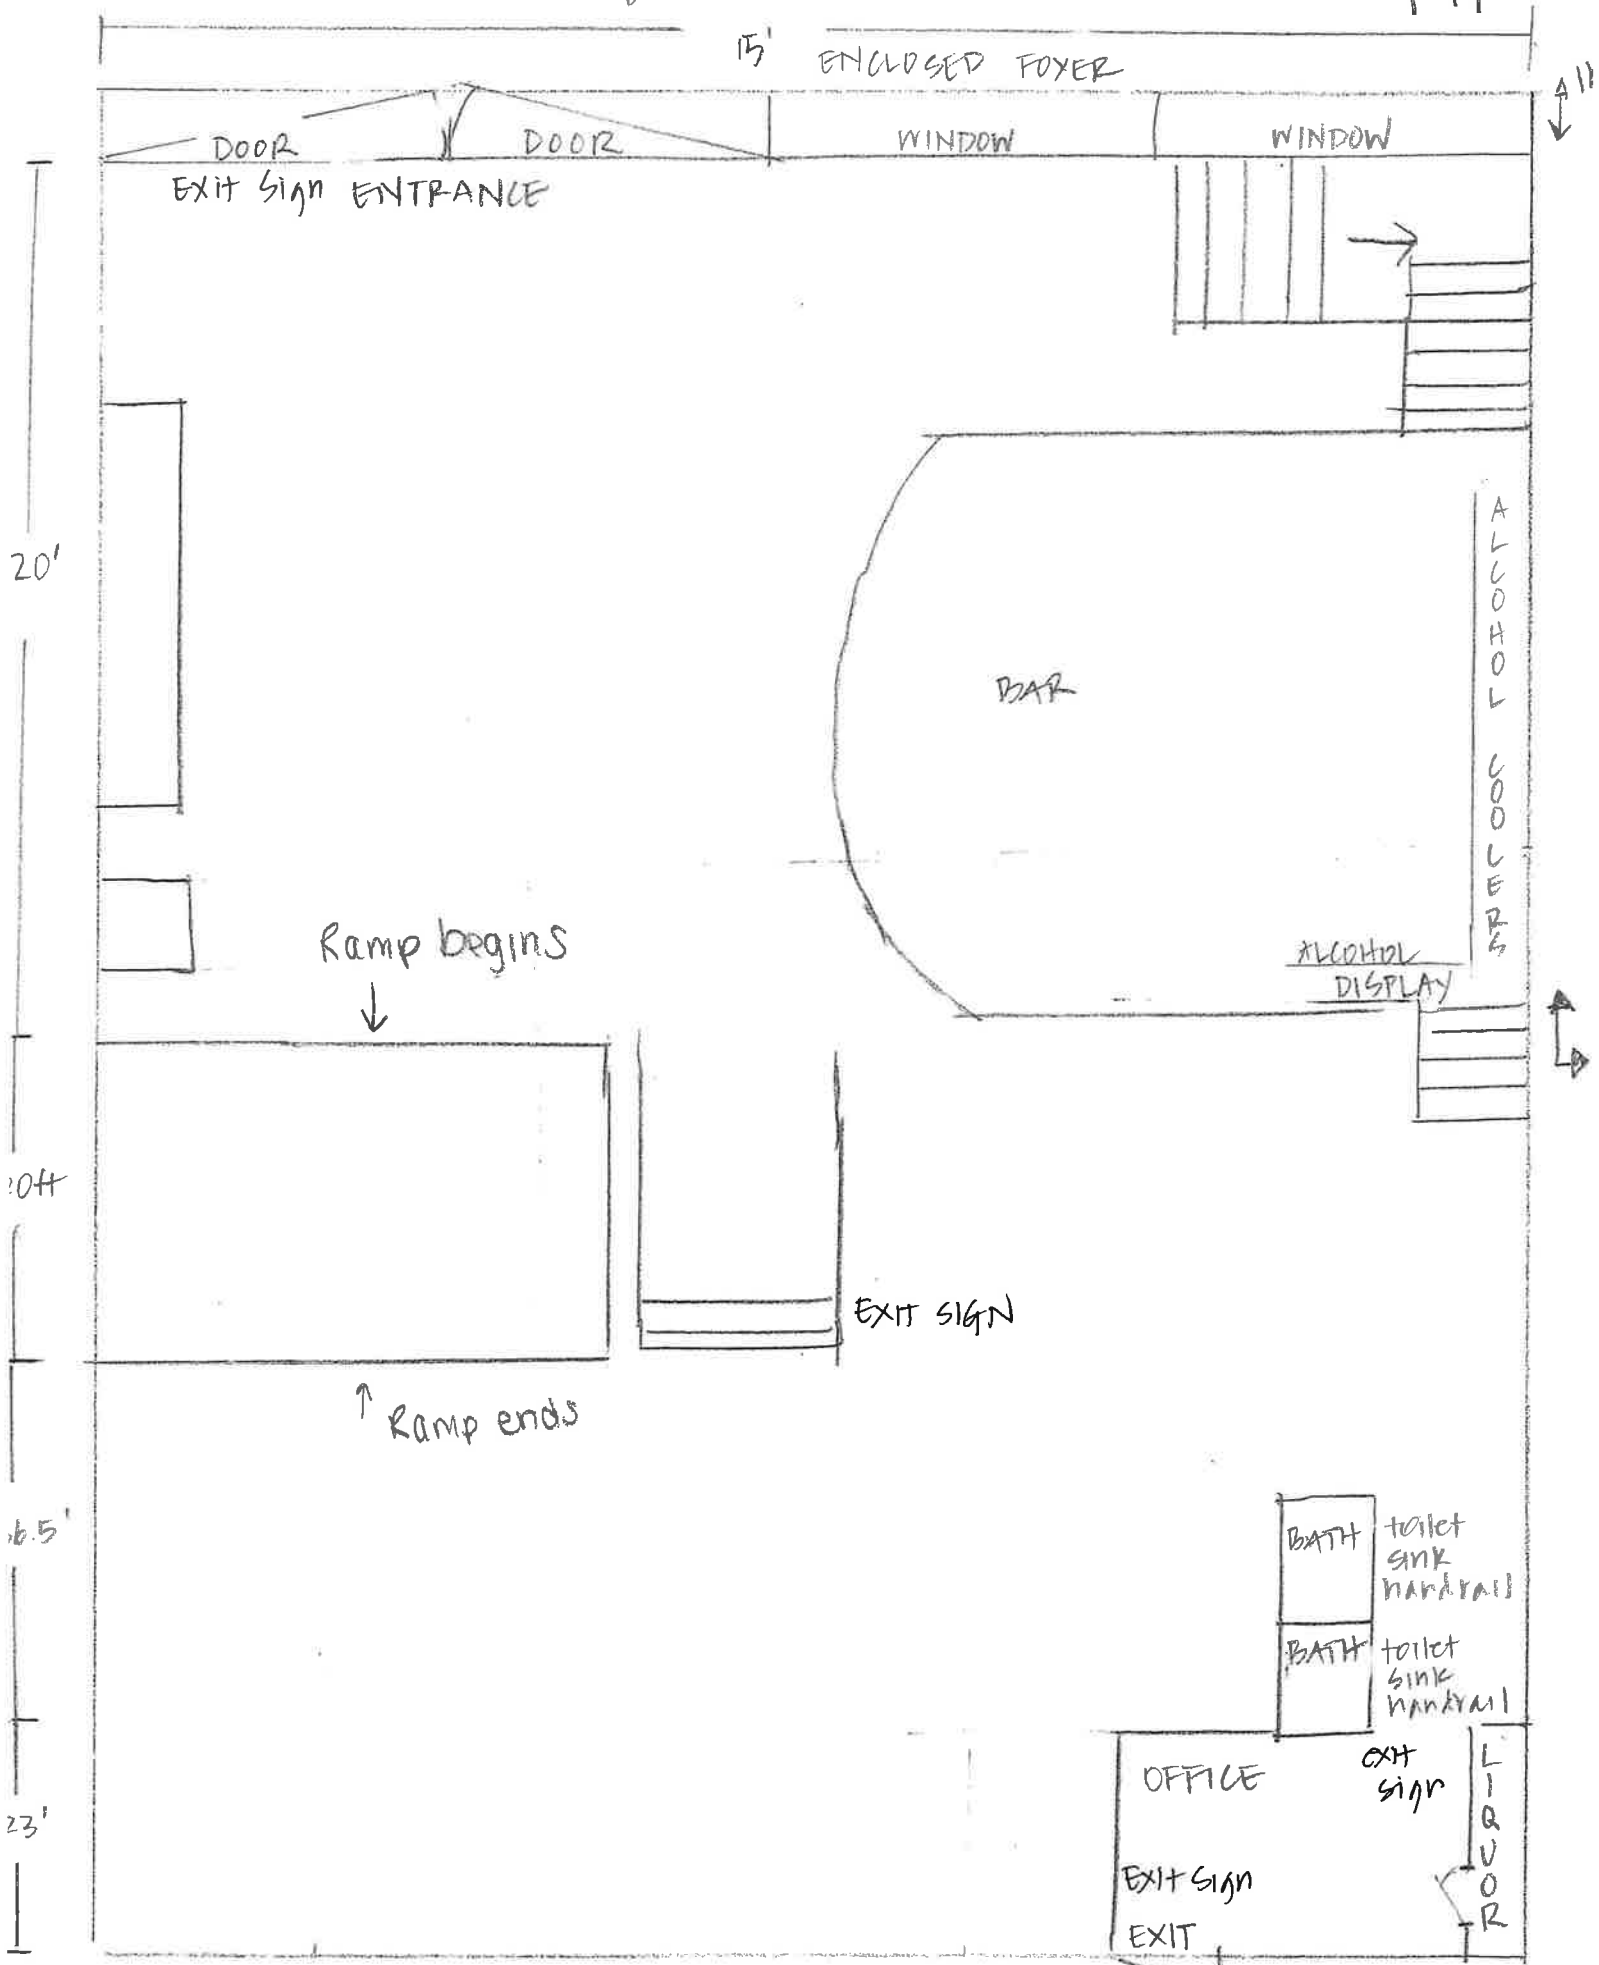 15'
ENCLOSED FOYER
11
DOOR
DOOR
WINDOW
WINDOW
Exit Sign ENTRANCE
20'
ALCOHOL COOLERS
BAR
Ramp begins
ALCOHOL
DISPLAY
EXIT SIGN
Ramp ends
BATH
toilet
sink
handrail
BATH
toilet
sink
handrail
OFFICE
exit
sign
LIQUOR
23'
Exit Sign
EXIT